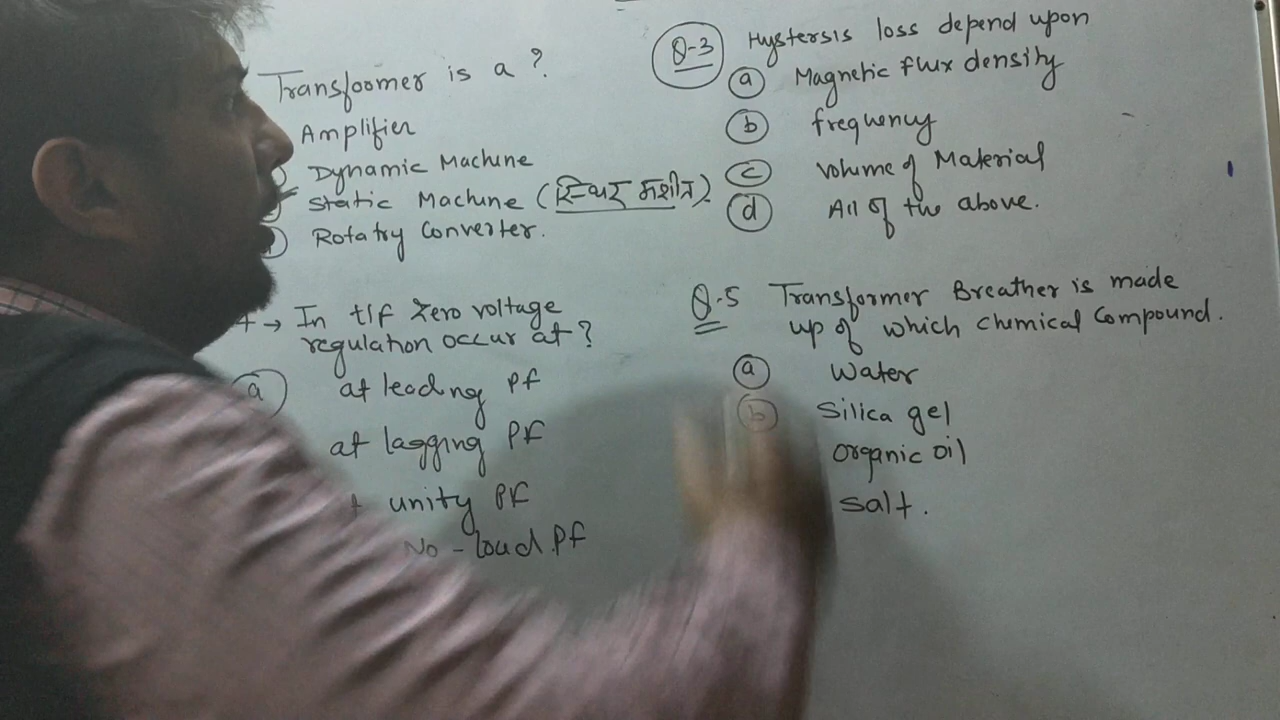 Transformer is a ?
Amplifier
Dynamic Machine
Static Machine (स्थिर मशीन)
Rotatry Converter.
→ In t/f Zero voltage
regulation occur at ?
a at leading PF
at lagging PF
unity PF
No - load PF
Q-3 Hystersis loss depend upon
a Magnetic flux density
b frequency
c Volume of Material
d All of the above.
Q.5 Transformer Breather is made
up of which chemical Compound.
a Water
b Silica gel
organic oil
Salt.